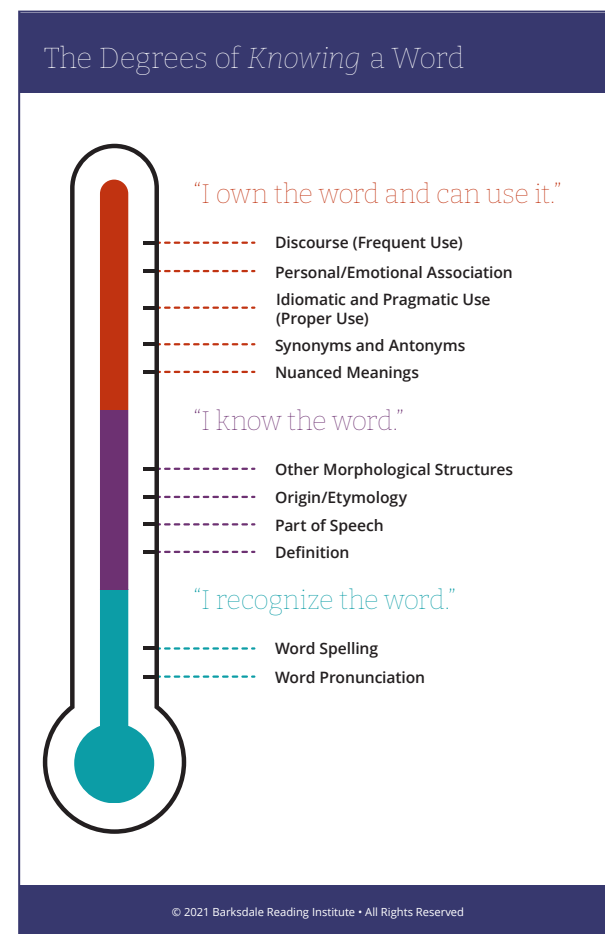 The Degrees of Knowing a Word
“I own the word and can use it.”
Discourse (Frequent Use)
Personal/Emotional Association
Idiomatic and Pragmatic Use
(Proper Use)
Synonyms and Antonyms
Nuanced Meanings
“I know the word.”
Other Morphological Structures
Origin/Etymology
Part of Speech
Definition
“I recognize the word.”
Word Spelling
Word Pronunciation
© 2021 Barksdale Reading Institute • All Rights Reserved